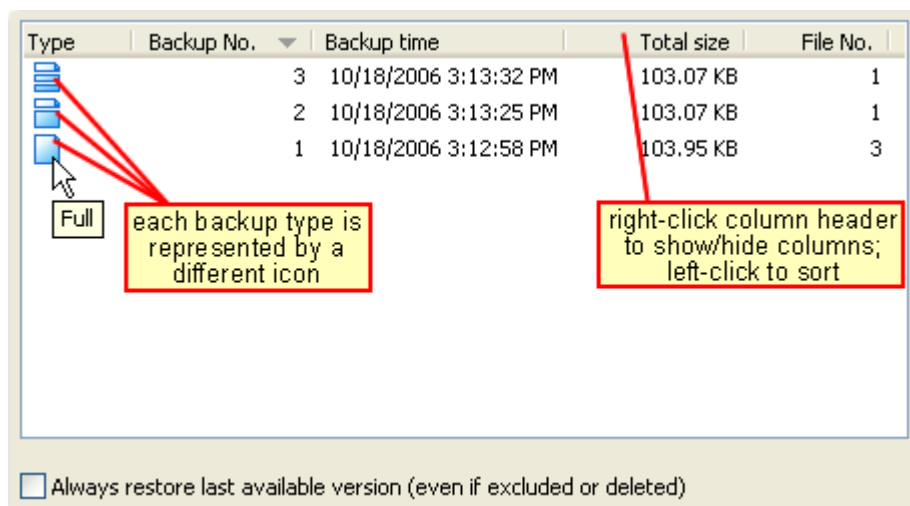 Type Backup No. Backup time Total size File No.
3 10/18/2006 3:13:32 PM 103.07 KB 1
2 10/18/2006 3:13:25 PM 103.07 KB 1
1 10/18/2006 3:12:58 PM 103.95 KB 3
Full
each backup type is
represented by a
different icon
right-click column header
to show/hide columns;
left-click to sort
Always restore last available version (even if excluded or deleted)